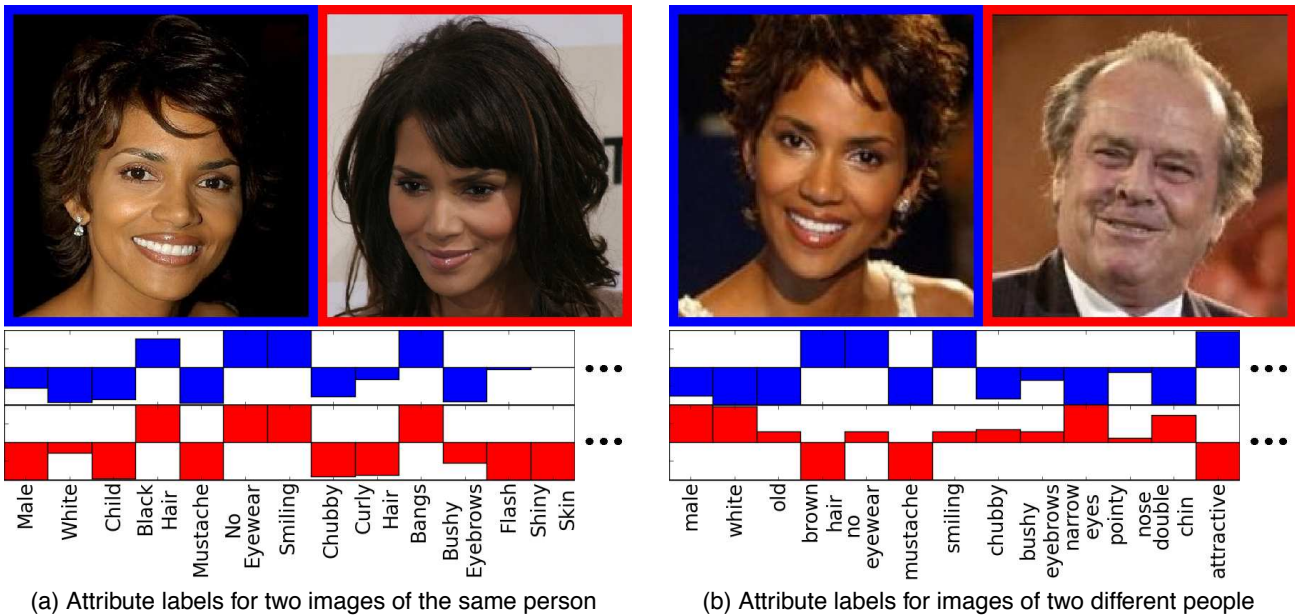 Male
White
Child
Black
Hair
Mustache
No
Eyewear
Smiling
Chubby
Curly
Hair
Bangs
Bushy
Eyebrows
Flash
Shiny
Skin
male
white
old
brown
hair
no
eyewear
mustache
smiling
chubby
bushy
eyebrows
narrow
eyes
pointy
nose
double
chin
attractive
(a) Attribute labels for two images of the same person
(b) Attribute labels for images of two different people